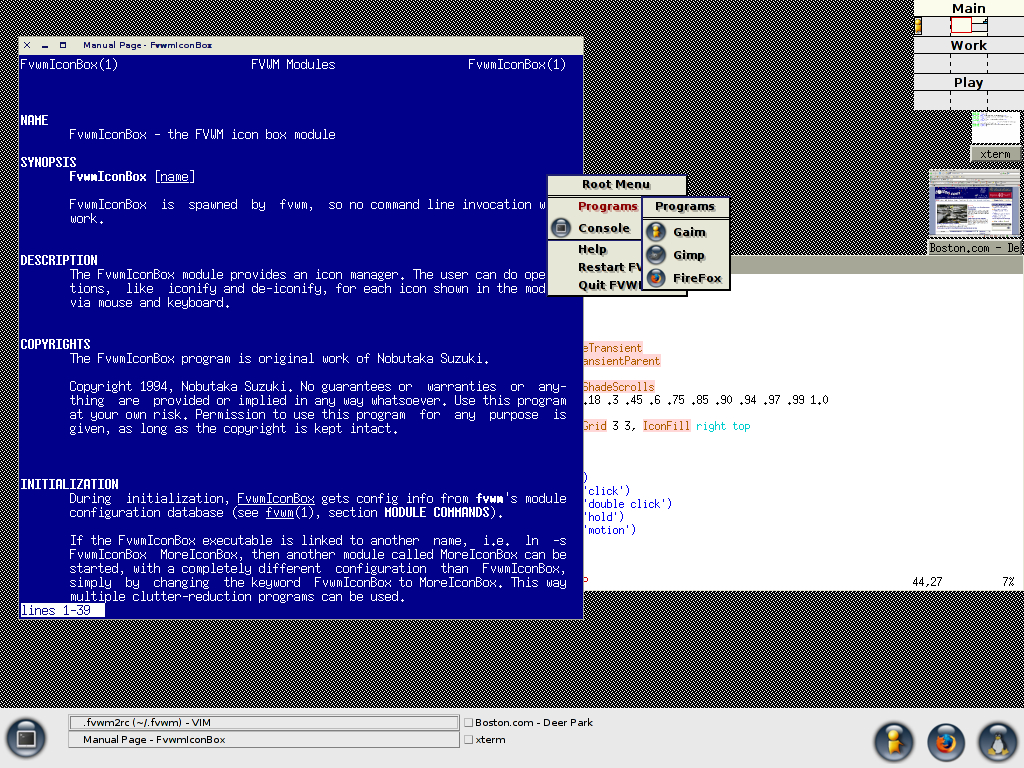 Manual Page - FvwmIconBox
FvwmIconBox(1) FVWM Modules FvwmIconBox(1)
NAME
FvwmIconBox - the FVWM icon box module
SYNOPSIS
FvwmIconBox [name]
FvwmIconBox is spawned by fvwm, so no command line invocation w
work.
DESCRIPTION
The FvwmIconBox module provides an icon manager. The user can do ope
tions, like iconify and de-iconify, for each icon shown in the mod
via mouse and keyboard.
COPYRIGHTS
The FvwmIconBox program is original work of Nobutaka Suzuki.
Copyright 1994, Nobutaka Suzuki. No guarantees or warranties or any-
thing are provided or implied in any way whatsoever. Use this program
at your own risk. Permission to use this program for any purpose is
given, as long as the copyright is kept intact.
INITIALIZATION
During initialization, FvwmIconBox gets config info from fvwm's module
configuration database (see fvwm(1), section MODULE COMMANDS).
If the FvwmIconBox executable is linked to another name, i.e. ln -s
FvwmIconBox MoreIconBox, then another module called MoreIconBox can be
started, with a completely different configuration than FvwmIconBox,
simply by changing the keyword FvwmIconBox to MoreIconBox. This way
multiple clutter-reduction programs can be used.
lines 1-39
Root Menu
Programs
Console
Help
Restart FV
Quit FVW
Programs
Gaim
Gimp
FireFox
Main
Work
Play
xterm
Boston.com - De
eTransient
ansientParent
ShadeScrolls
.18 .3 .45 .6 .75 .85 .90 .94 .97 .99 1.0
Grid 3 3, IconFill right top
)
'click')
'double click')
'hold')
'motion')
44,27 7%
.fvwm2rc (~/.fvwm) - VIM
Manual Page - FvwmIconBox
Boston.com - Deer Park
xterm